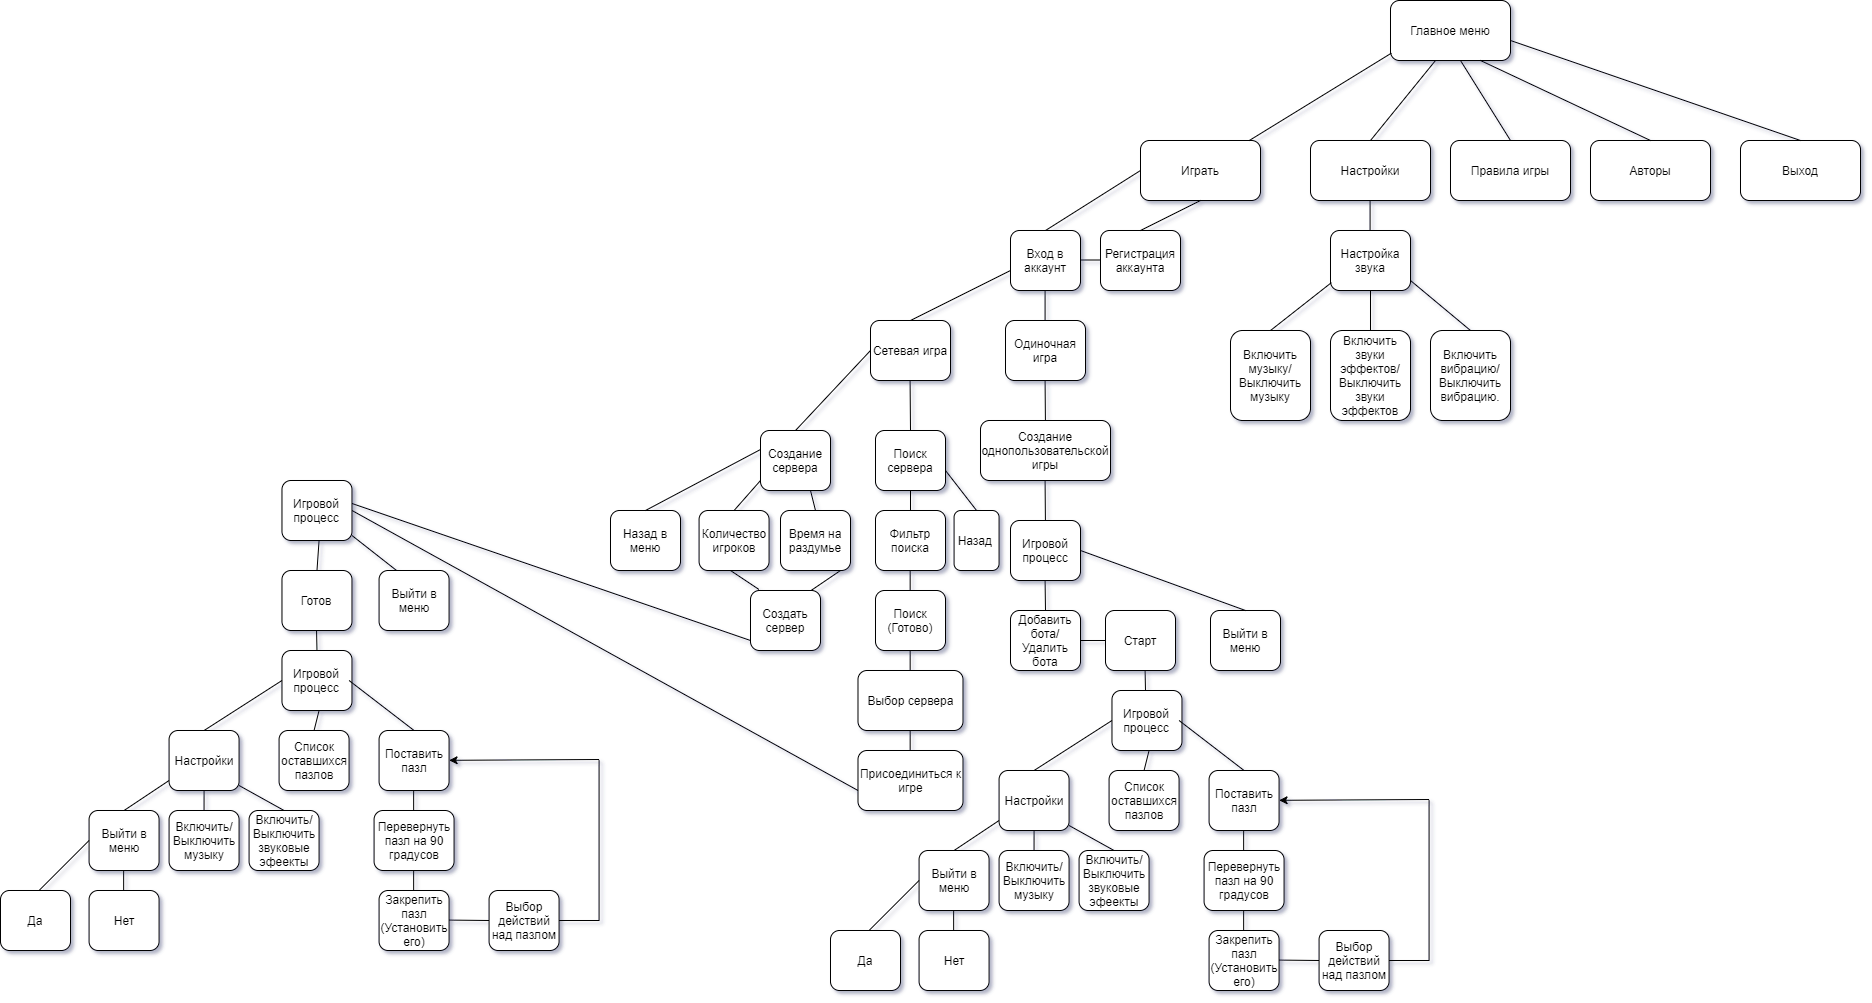 Главное меню
Играть
Настройки
Правила игры
Авторы
Выход
Вход в
аккаунт
Регистрация
аккаунта
Настройка
звука
Сетевая игра
Одиночная
игра
Включить
музыку/
Выключить
музыку
Включить
звуки
эффектов/
Выключить
звуки
эффектов
Включить
вибрацию/
Выключить
вибрацию.
Создание
сервера
Поиск
сервера
Создание
однопользовательской
игры
Игровой
процесс
Назад в
меню
Количество
игроков
Время на
раздумье
Фильтр
поиска
Назад
Игровой
процесс
Готов
Выйти в
меню
Создать
сервер
Поиск
(Готово)
Добавить
бота/
Удалить
бота
Старт
Выйти в
меню
Игровой
процесс
Выбор сервера
Игровой
процесс
Настройки
Список
оставшихся
пазлов
Поставить
пазл
Присоединиться к
игре
Настройки
Список
оставшихся
пазлов
Поставить
пазл
Выйти в
меню
Включить/
Выключить
музыку
Включить/
Выключить
звуковые
эфеекты
Перевернуть
пазл на 90
градусов
Выйти в
меню
Включить/
Выключить
музыку
Включить/
Выключить
звуковые
эфеекты
Перевернуть
пазл на 90
градусов
Да
Нет
Закрепить
пазл
(Установить
его)
Выбор
действий
над пазлом
Да
Нет
Закрепить
пазл
(Установить
его)
Выбор
действий
над пазлом